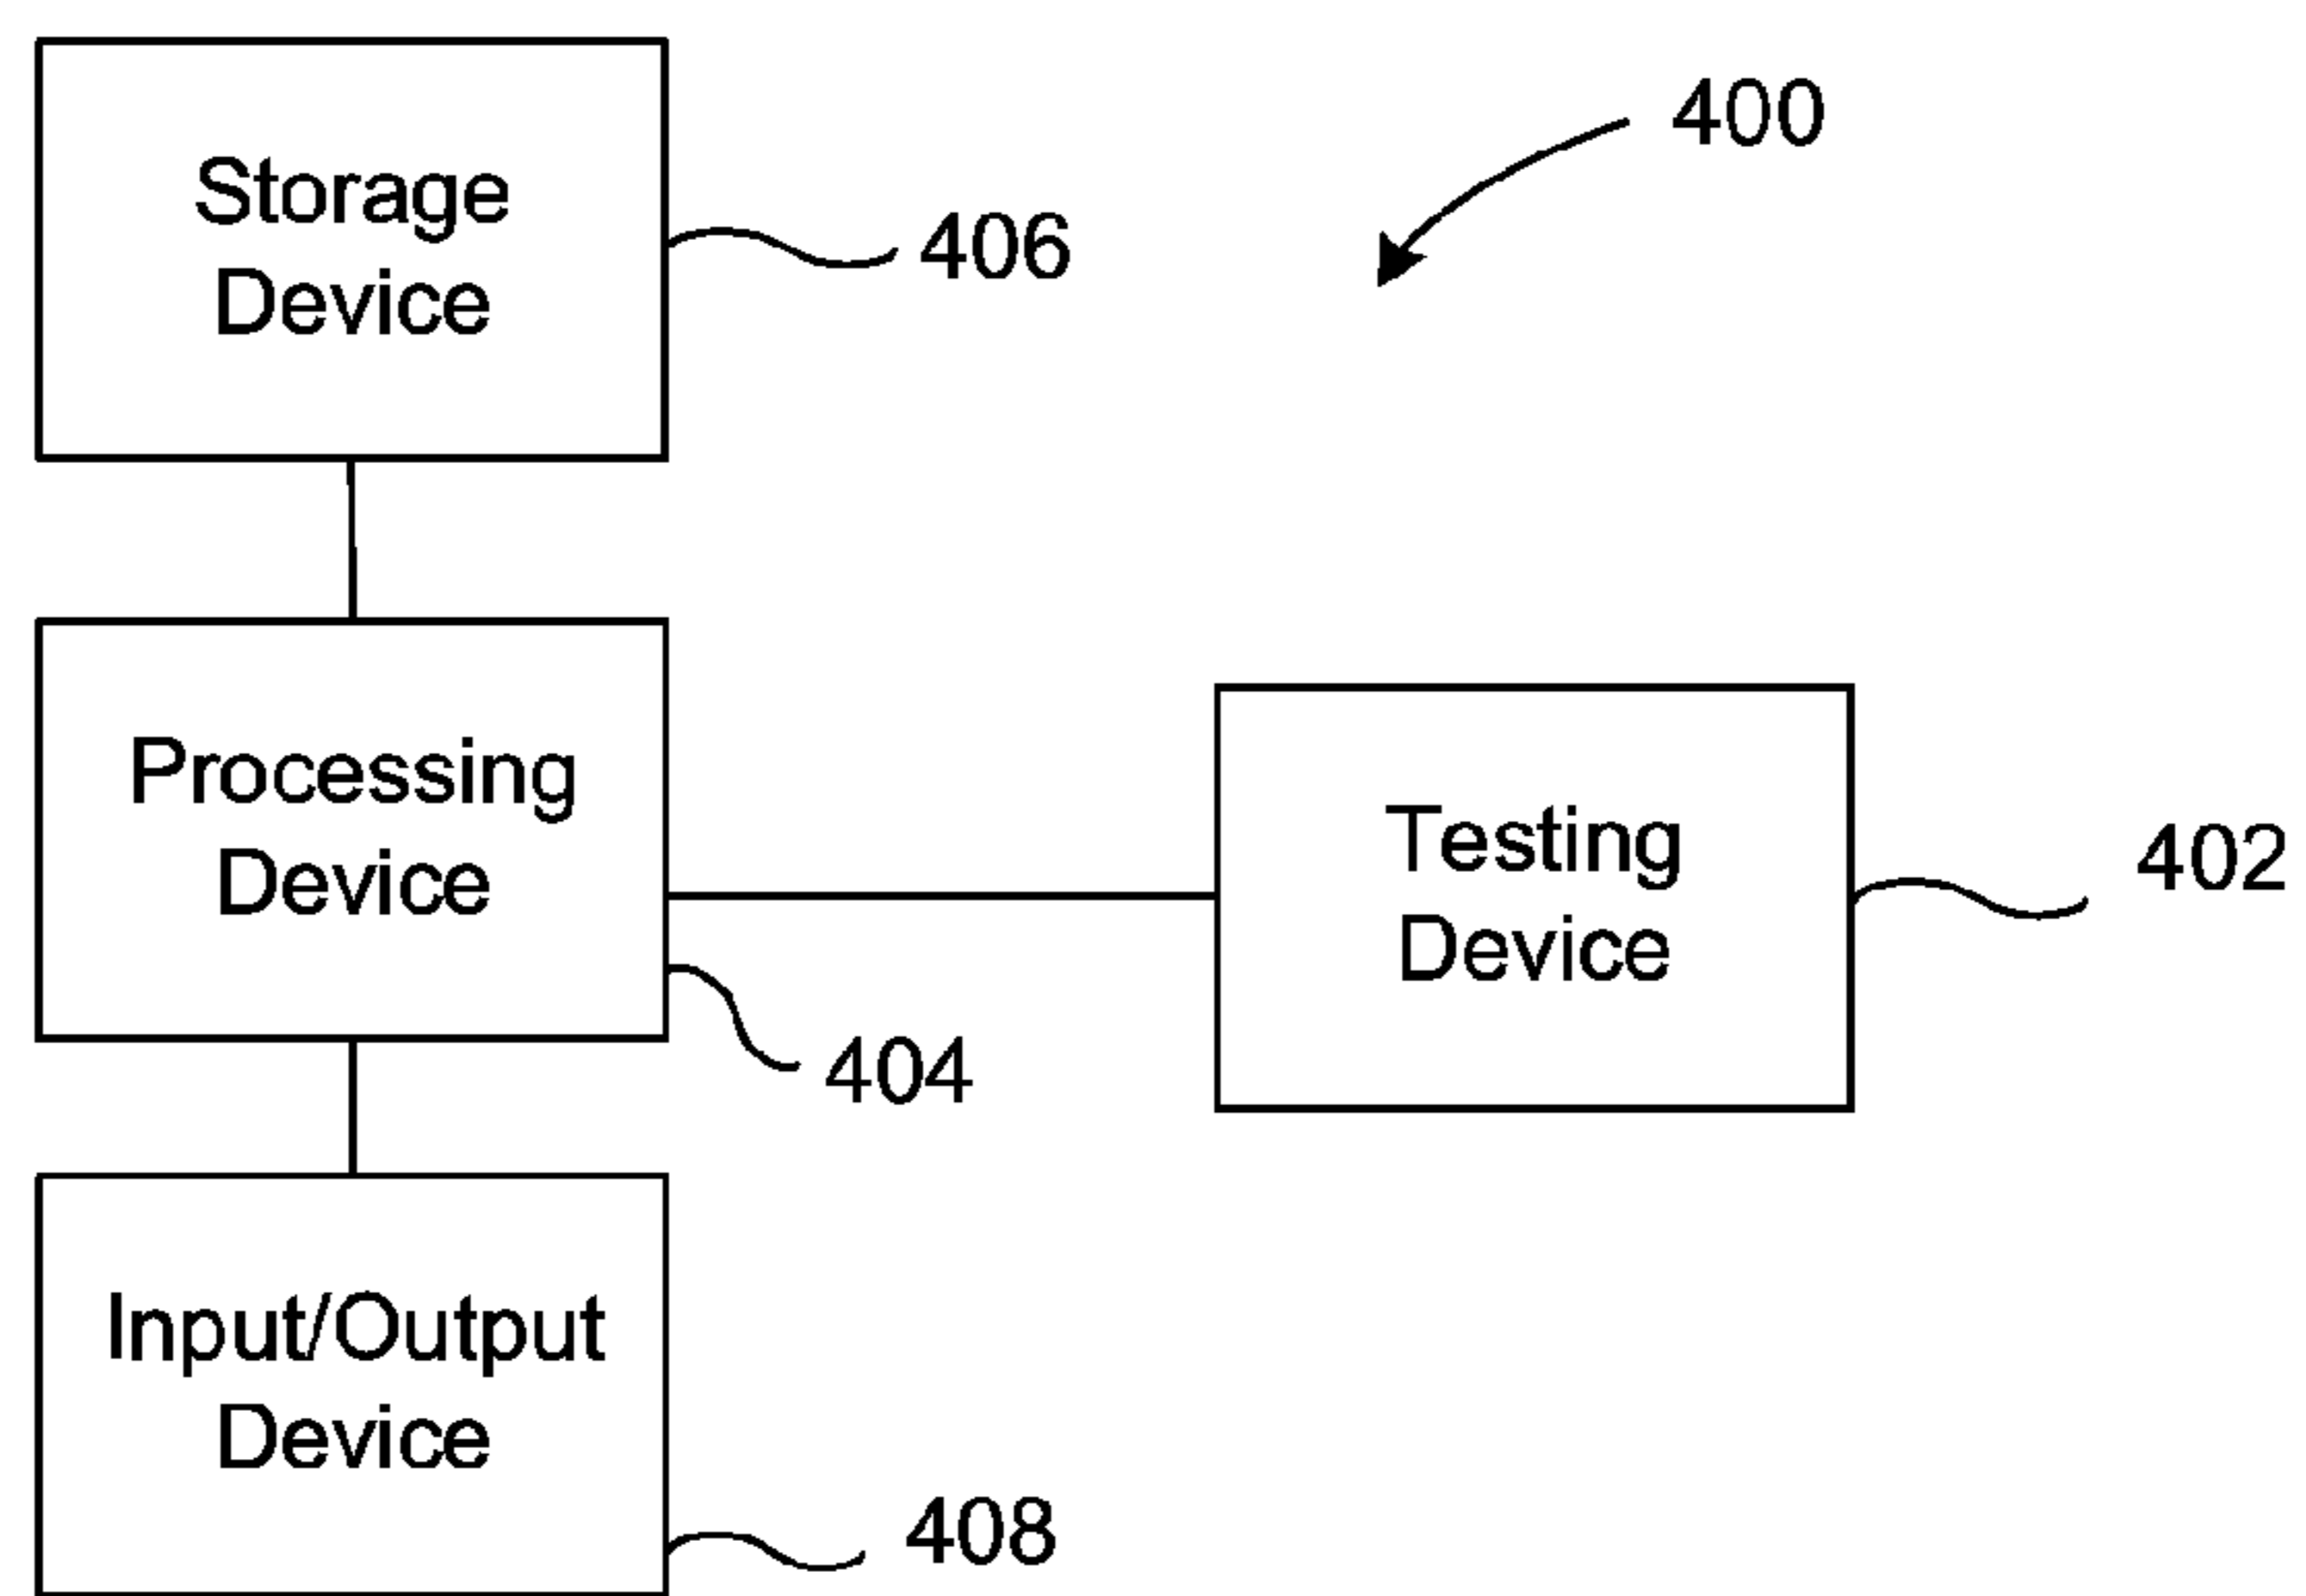 400
Storage
Device
406
Processing
Device
404
Testing
Device
402
Input/Output
Device
408